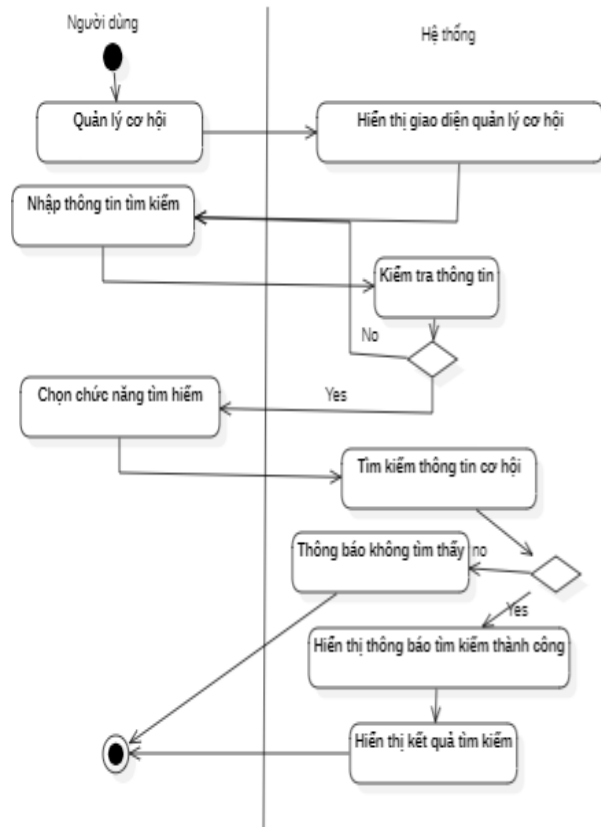 Người dùng
Hệ thống
Quản lý cơ hội
Hiển thị giao diện quản lý cơ hội
Nhập thông tin tìm kiếm
Kiểm tra thông tin
No
Chọn chức năng tìm hiếm
Yes
Tìm kiếm thông tin cơ hội
Thông báo không tìm thấy
no
Yes
Hiển thị thông báo tìm kiếm thành công
Hiển thị kết quả tìm kiếm